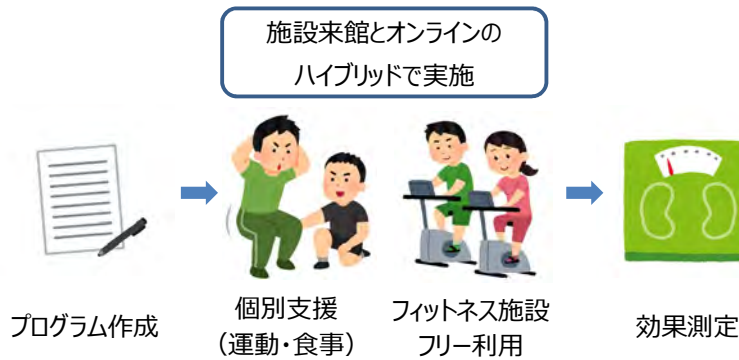 施設来館とオンラインの
ハイブリッドで実施
プログラム作成
個別支援
（運動・食事）
フィットネス施設
フリー利用
効果測定